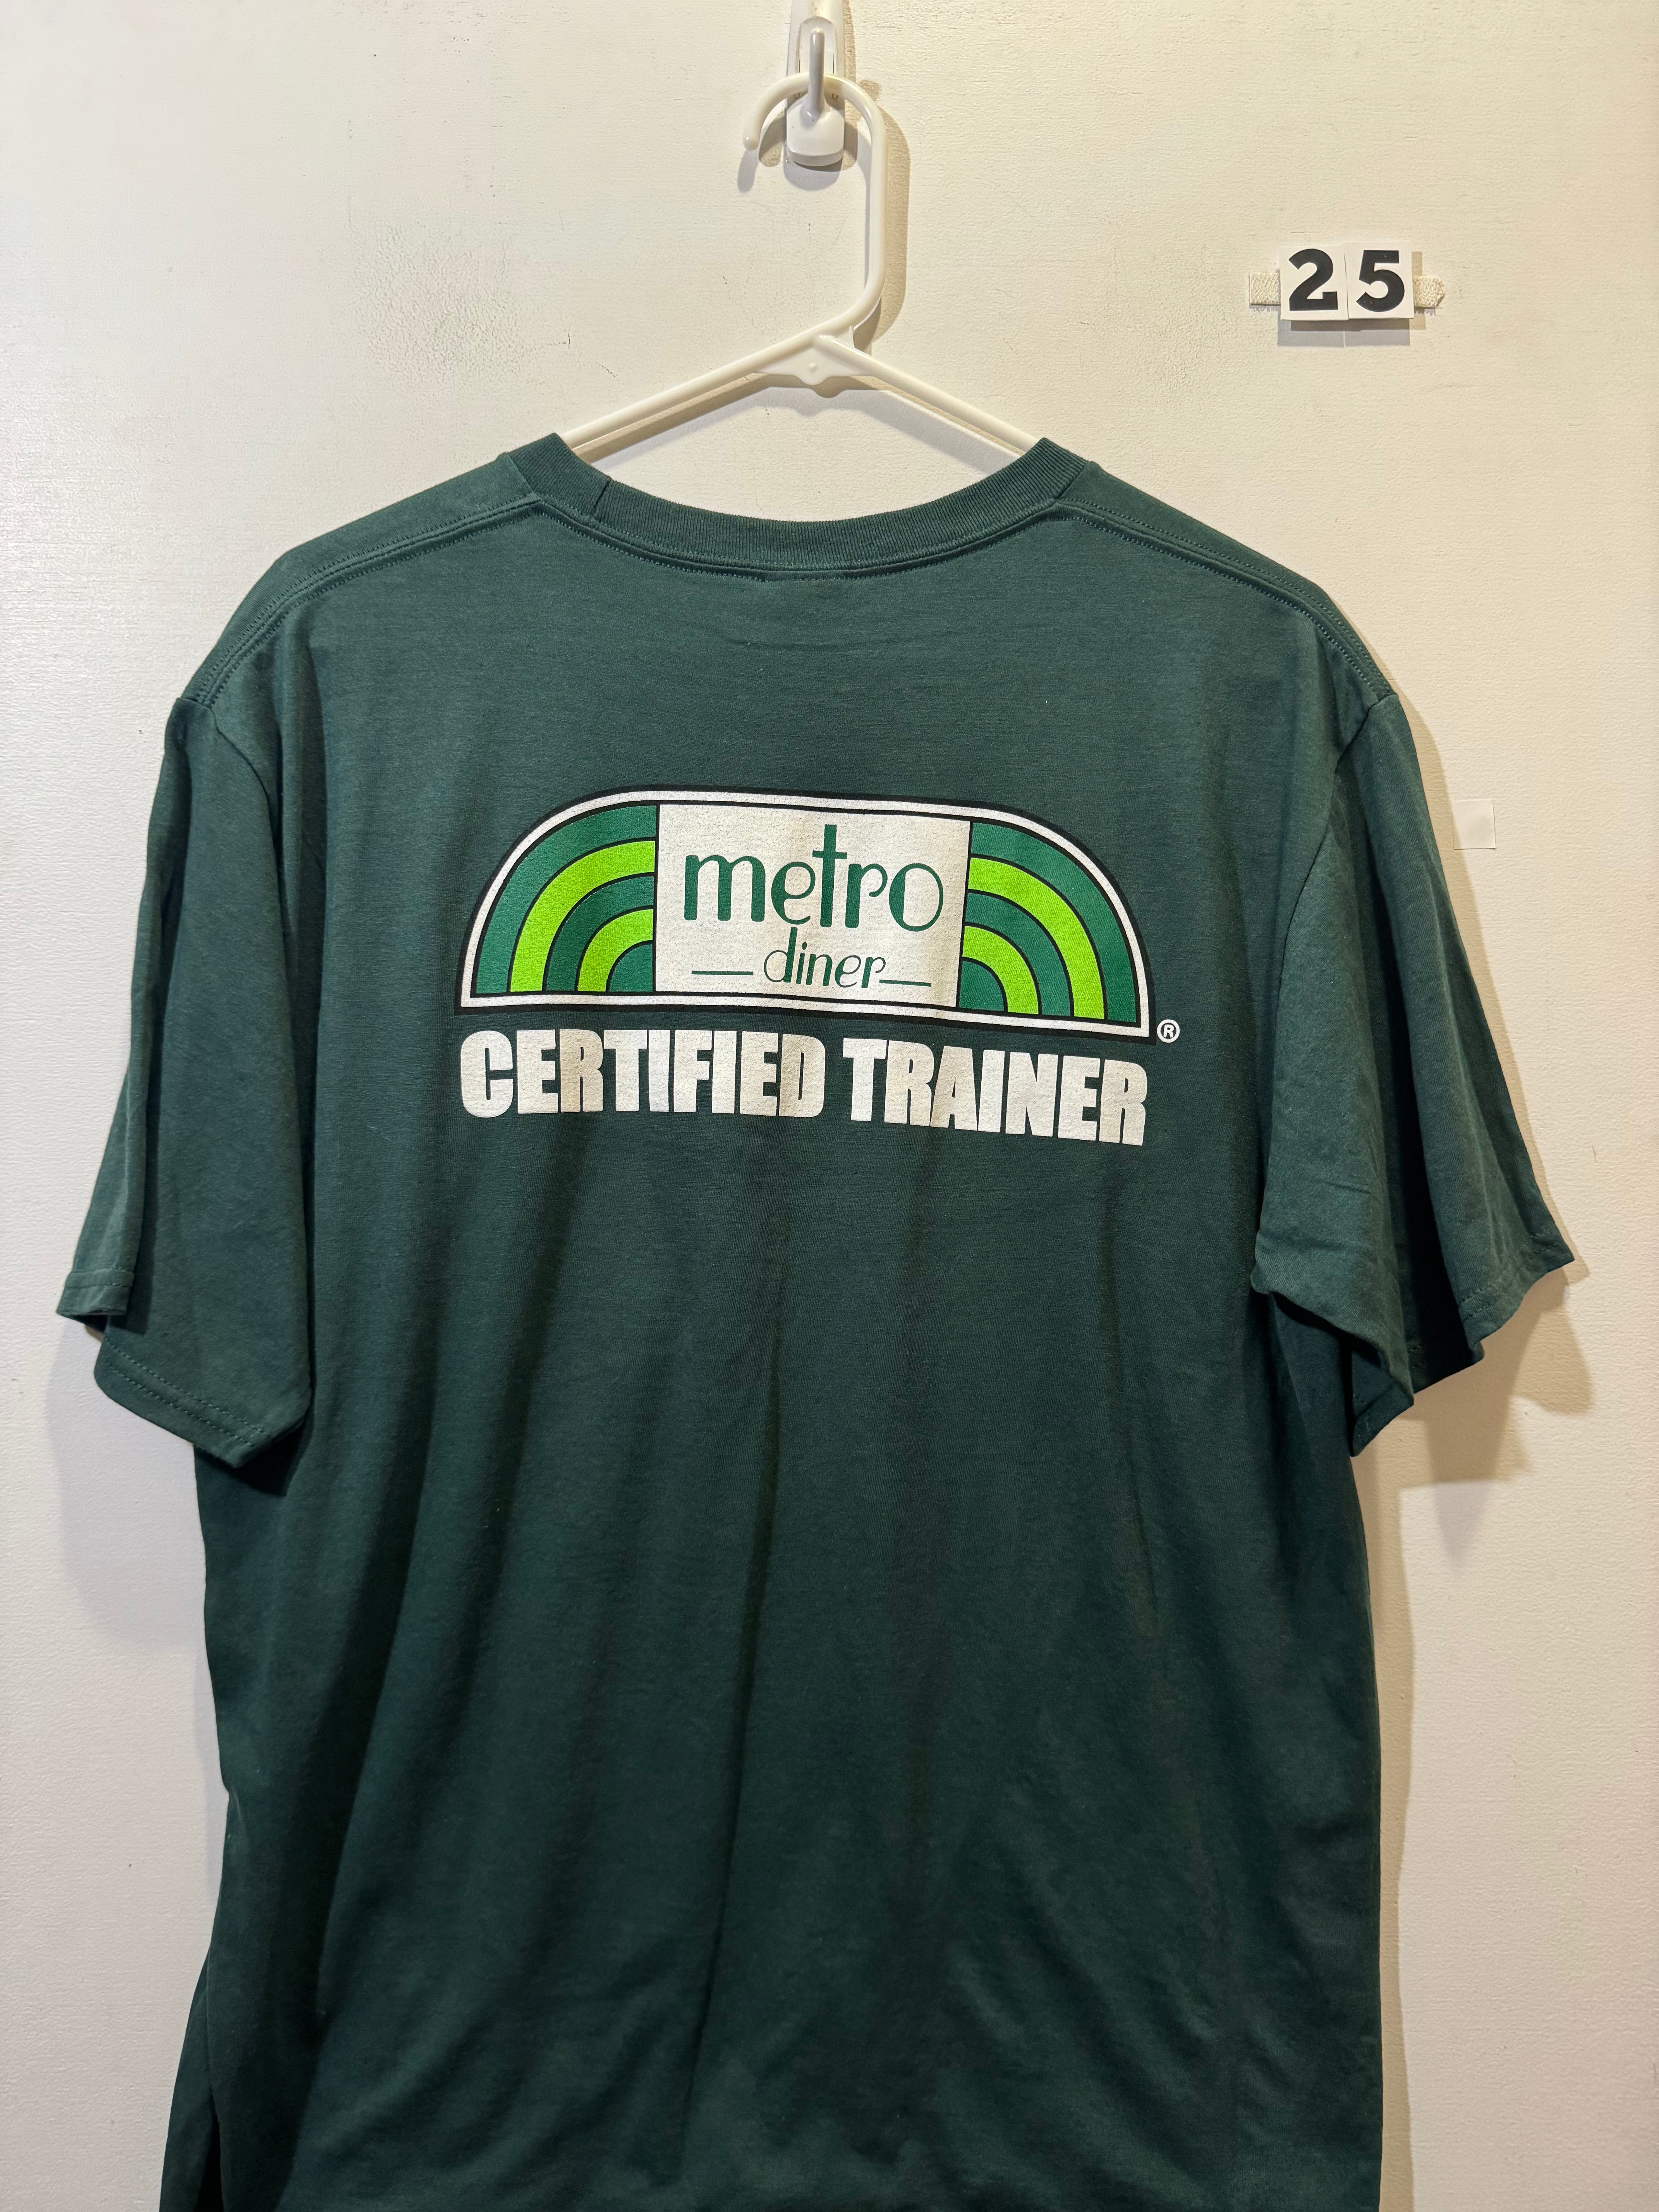 25
metro
diner
®
CERTIFIED TRAINER